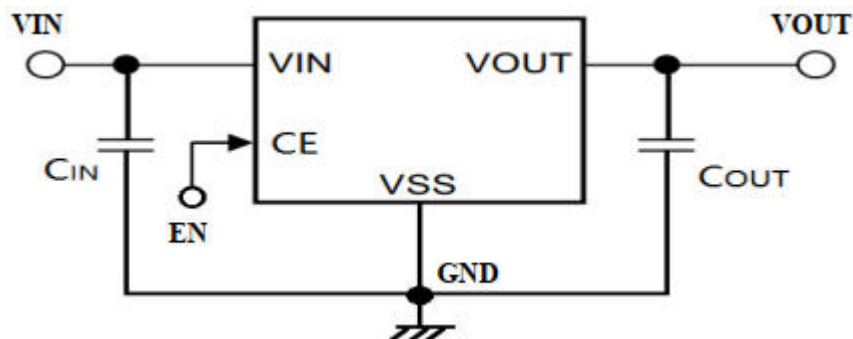 VIN VOUT
VIN VOUT
CE
CIN
VSS
COUT
EN
GND